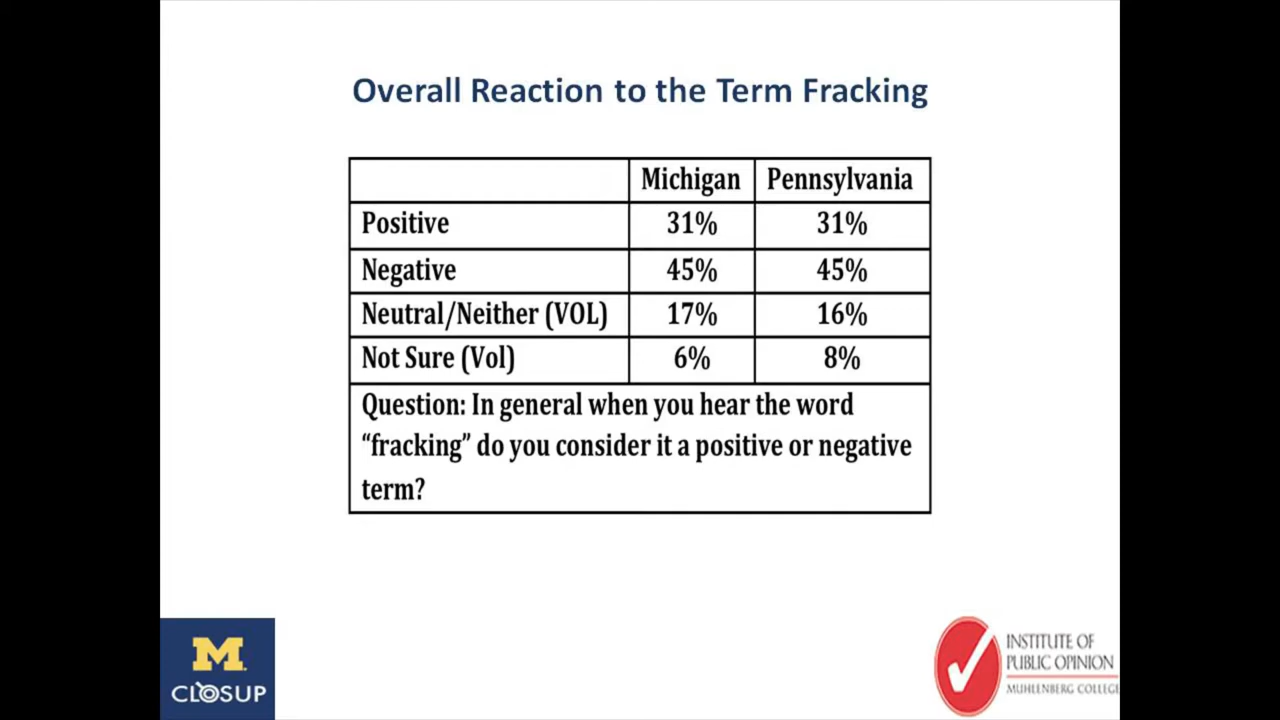 Overall Reaction to the Term Fracking
Michigan Pennsylvania
Positive 31% 31%
Negative 45% 45%
Neutral/Neither (VOL) 17% 16%
Not Sure (Vol) 6% 8%
Question: In general when you hear the word
“fracking” do you consider it a positive or negative
term?
M
CLOSUP
INSTITUTE OF
PUBLIC OPINION
MUHLENBERG COLLEGE